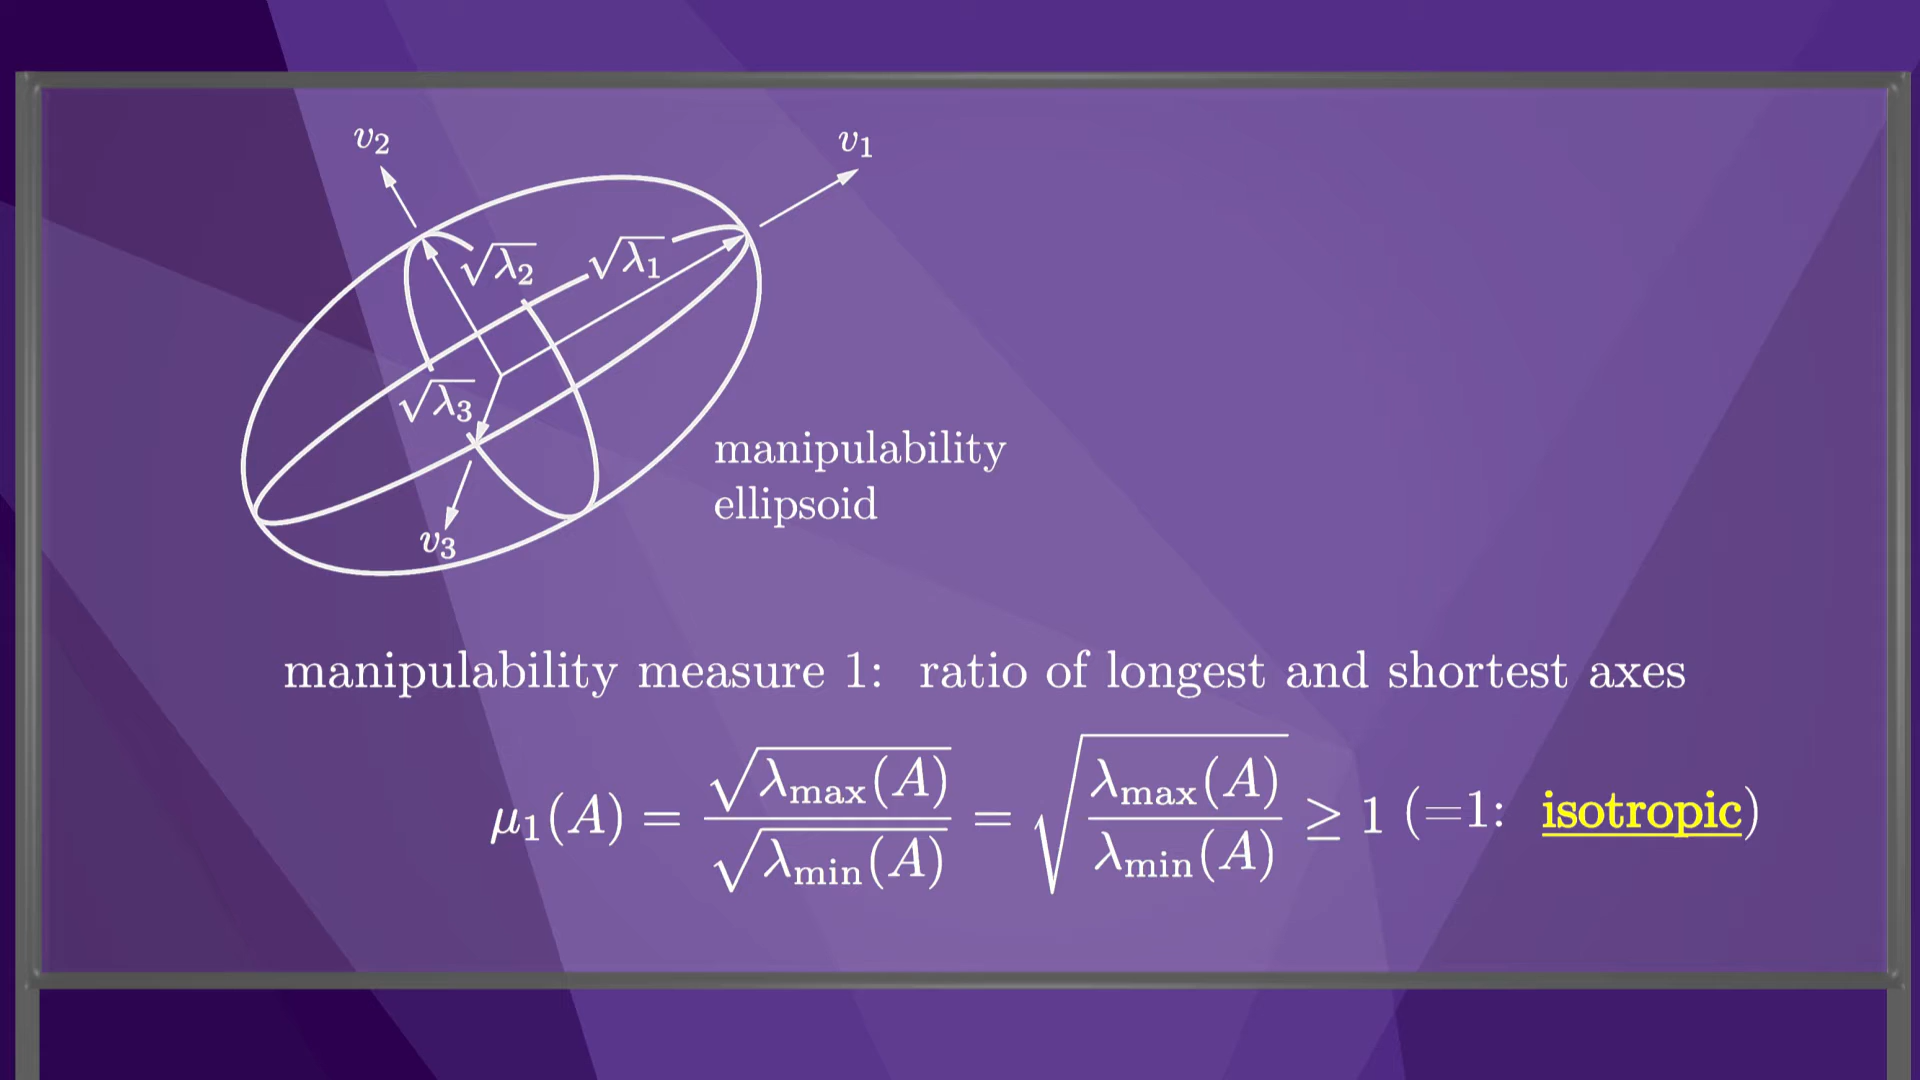 v₂
v₁
√λ₂
√λ₁
√λ₃
manipulability
ellipsoid
v₃
manipulability measure 1: ratio of longest and shortest axes
μ₁(A) = √λmax(A) / √λmin(A) = √(λmax(A) / λmin(A)) ≥ 1 (=1: isotropic)